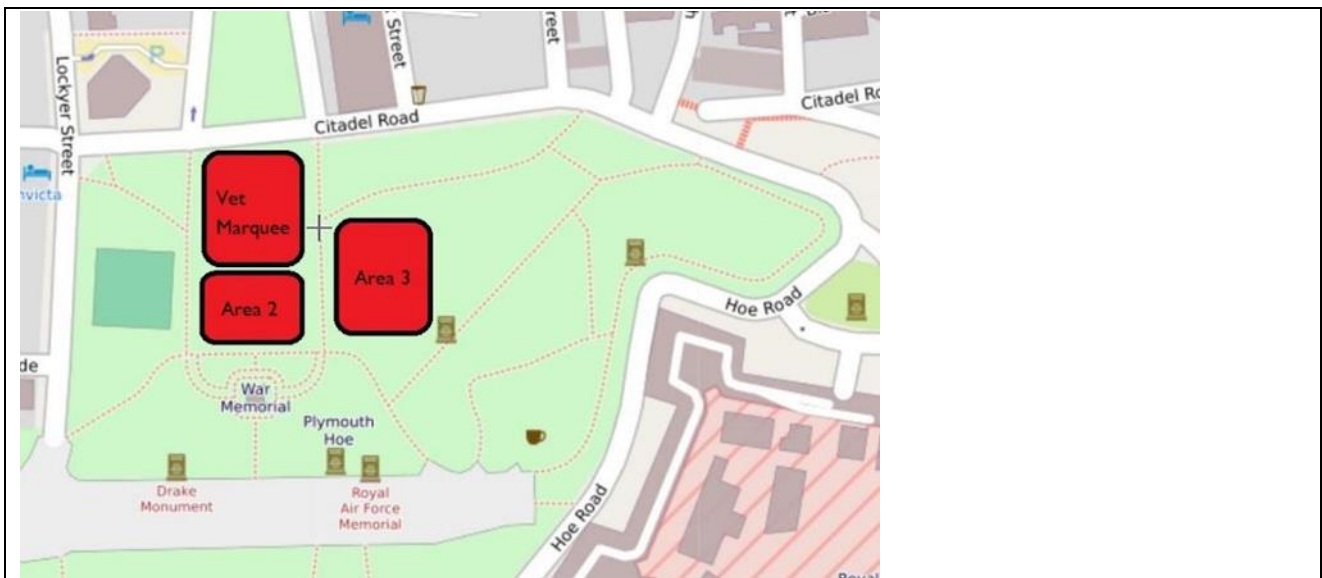 Lockyer Street
P
Street
reet
Citadel Road
Citadel Ro
nvicta
Vet
Marquee
Area 3
Area 2
Hoe Road
de
War
Memorial
Plymouth
Hoe
Drake
Monument
Royal
Air Force
Memorial
Hoe Road